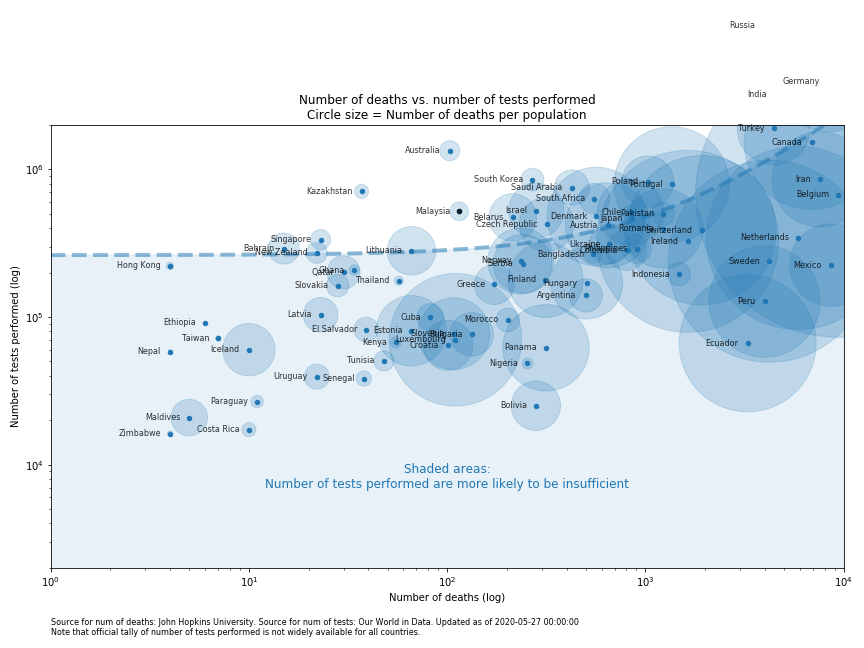 Russia
Germany
India
Number of deaths vs. number of tests performed
Circle size = Number of deaths per population
Turkey
Canada
Australia
South Korea
Saudi Arabia
Poland
Portugal
Iran
Kazakhstan
South Africa
Belgium
Malaysia
Belarus
Israel
Denmark
Chile
Pakistan
Japan
Czech Republic
Austria
Romania
Switzerland
Singapore
Bahrain
New Zealand
Lithuania
Ukraine
Philippines
Colombia
Bangladesh
Ireland
Netherlands
Hong Kong
Qatar
Ghana
Norway
Serbia
Sweden
Mexico
Slovakia
Thailand
Greece
Finland
Hungary
Indonesia
Argentina
Peru
Ethiopia
Latvia
Cuba
Morocco
El Salvador
Estonia
Slovenia
Bulgaria
Taiwan
Kenya
Luxembourg
Croatia
Nepal
Iceland
Panama
Ecuador
Tunisia
Nigeria
Uruguay
Senegal
Paraguay
Bolivia
Maldives
Zimbabwe
Costa Rica
Shaded areas:
Number of tests performed are more likely to be insufficient
Number of tests performed (log)
10⁶
10⁵
10⁴
10⁰
10¹
10²
10³
10⁴
Number of deaths (log)
Source for num of deaths: John Hopkins University. Source for num of tests: Our World in Data. Updated as of 2020-05-27 00:00:00
Note that official tally of number of tests performed is not widely available for all countries.